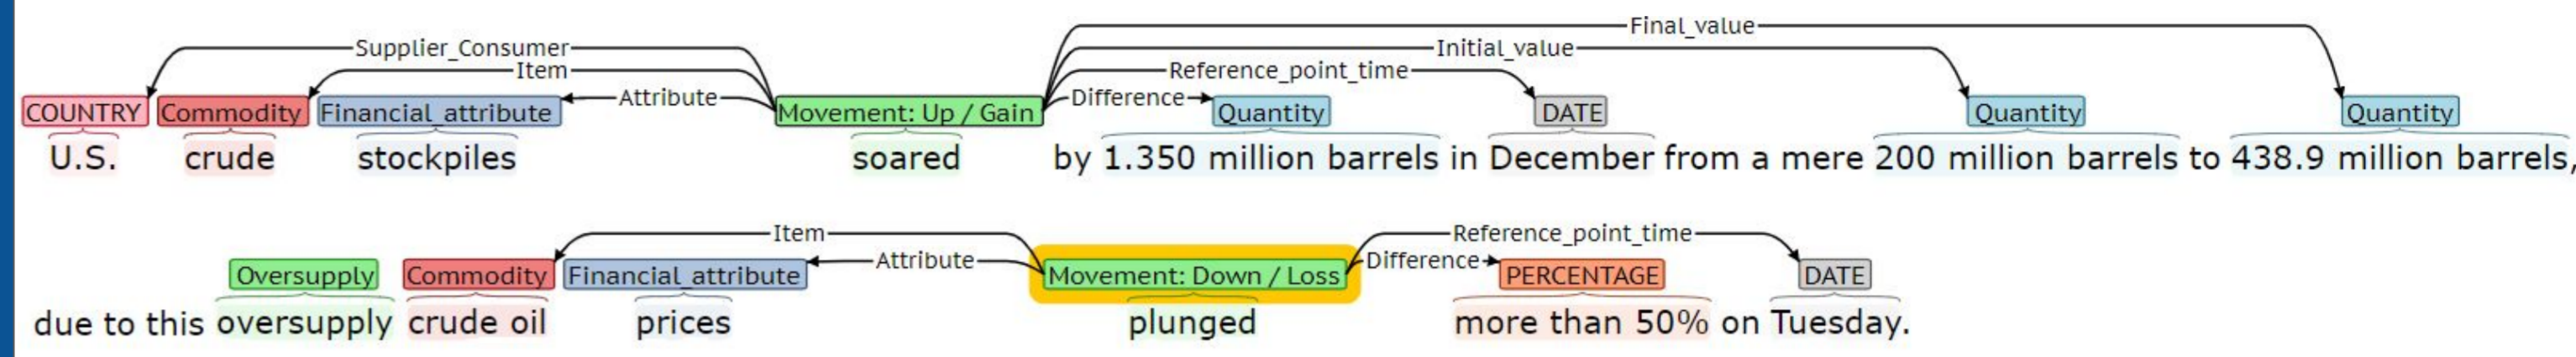 Final_value
Supplier_Consumer Initial_value
Item Reference_point_time
COUNTRY Commodity Financial_attribute Attribute Movement: Up / Gain Difference Quantity DATE Quantity Quantity
U.S. crude stockpiles soared by 1.350 million barrels in December from a mere 200 million barrels to 438.9 million barrels,
Item Reference_point_time
Oversupply Commodity Financial_attribute Attribute Movement: Down / Loss Difference PERCENTAGE DATE
due to this oversupply crude oil prices plunged more than 50% on Tuesday.